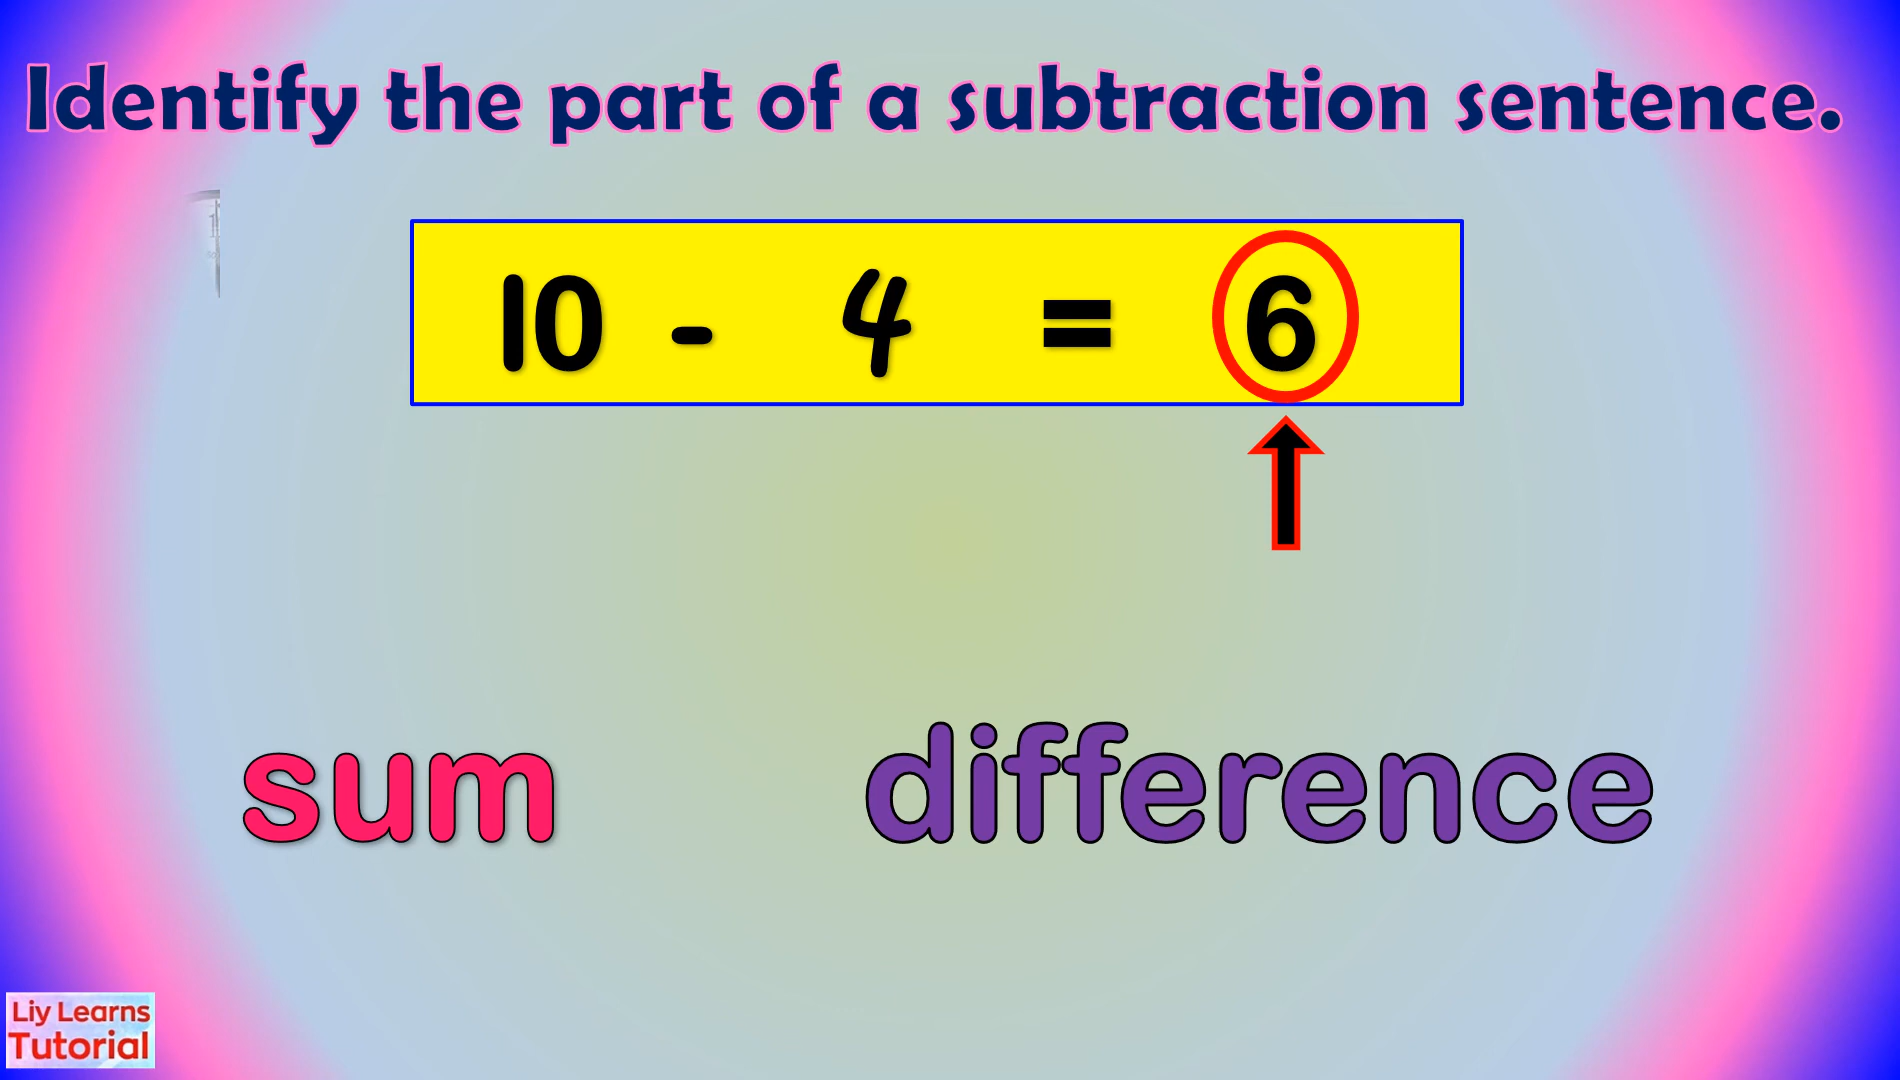 Identify the part of a subtraction sentence.
10 - 4 = 6
sum difference
Liy Learns
Tutorial